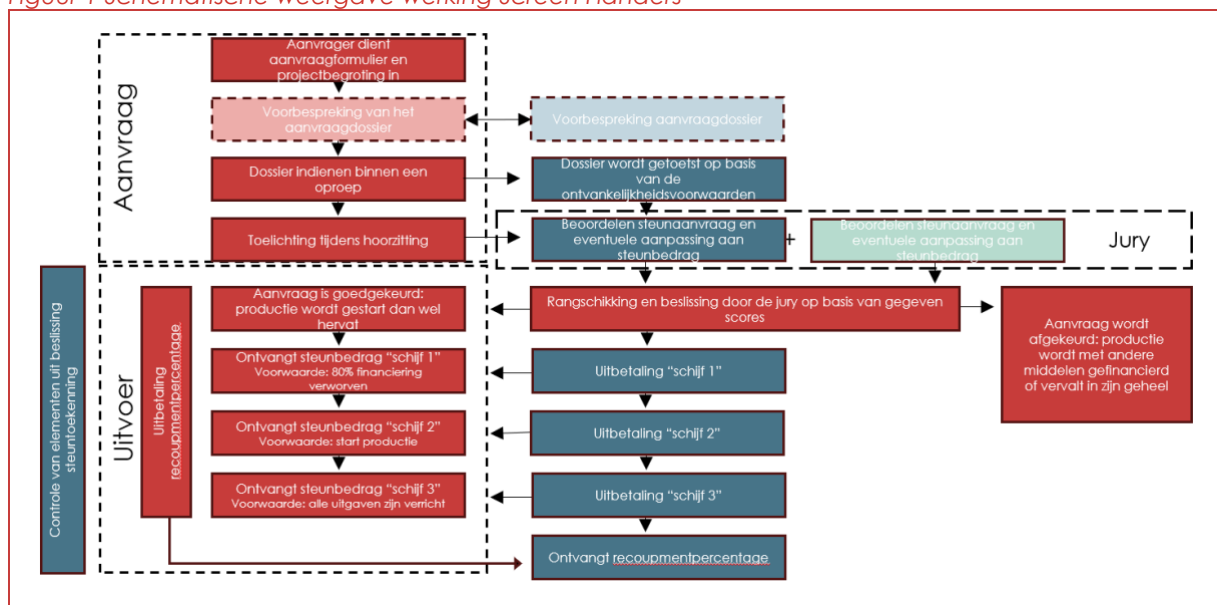 Figuur 1 Schematische weergave werking Screen Flanders
Aanvraag
Aanvrager dient
aanvraagformulier en
projectbegroting in
Voorbespreking van het
aanvraagdossier
Voorbespreking aanvraagdossier
Dossier indienen binnen een
oproep
Dossier wordt getoetst op basis
van de
ontvankelijkheidsvoorwaarden
Toelichting tijdens hoorzitting
Beoordelen steunaanvraag en
eventuele aanpassing aan
steunbedrag
+
Beoordelen steunaanvraag en
eventuele aanpassing aan
steunbedrag
Jury
Controle van elementen uit beslissing
steuntoekenning
Uitvoer
Uitbetaling
recoupmentpercentage
Aanvraag is goedgekeurd:
productie wordt gestart dan wel
hervat
Rangschikking en beslissing door de jury op basis van gegeven
scores
Aanvraag wordt
afgekeurd: productie
wordt met andere
middelen gefinancierd
of vervalt in zijn geheel
Ontvangt steunbedrag “schijf 1”
Voorwaarde: 80% financiering
verworven
Uitbetaling “schijf 1”
Ontvangt steunbedrag “schijf 2”
Voorwaarde: start productie
Uitbetaling “schijf 2”
Ontvangt steunbedrag “schijf 3”
Voorwaarde: alle uitgaven zijn verricht
Uitbetaling “schijf 3”
Ontvangt recoupmentpercentage